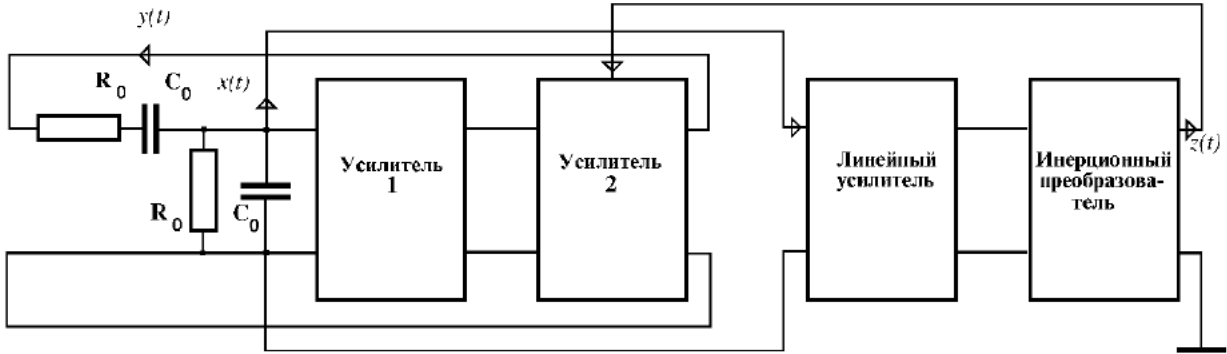 y(t)
R0
C0
x(t)
R0
C0
Усилитель
1
Усилитель
2
Линейный
усилитель
Инерционный
преобразова-
тель
z(t)